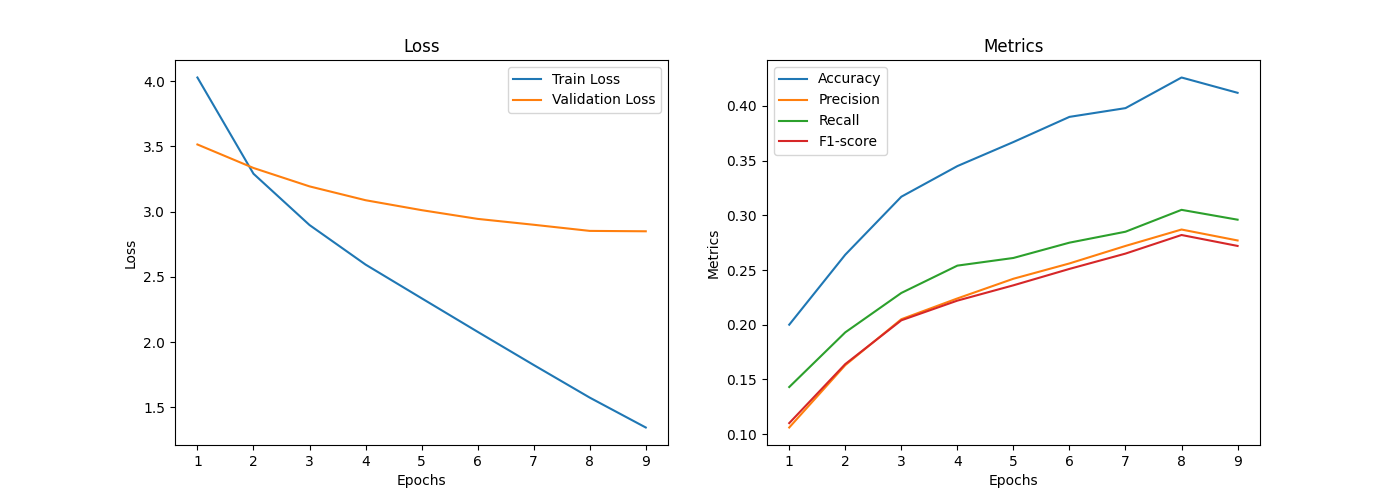 Loss
4.0
3.5
3.0
2.5
2.0
1.5
Loss
1 2 3 4 5 6 7 8 9
Epochs
Train Loss
Validation Loss
Metrics
0.40
0.35
0.30
0.25
0.20
0.15
0.10
Metrics
1 2 3 4 5 6 7 8 9
Epochs
Accuracy
Precision
Recall
F1-score